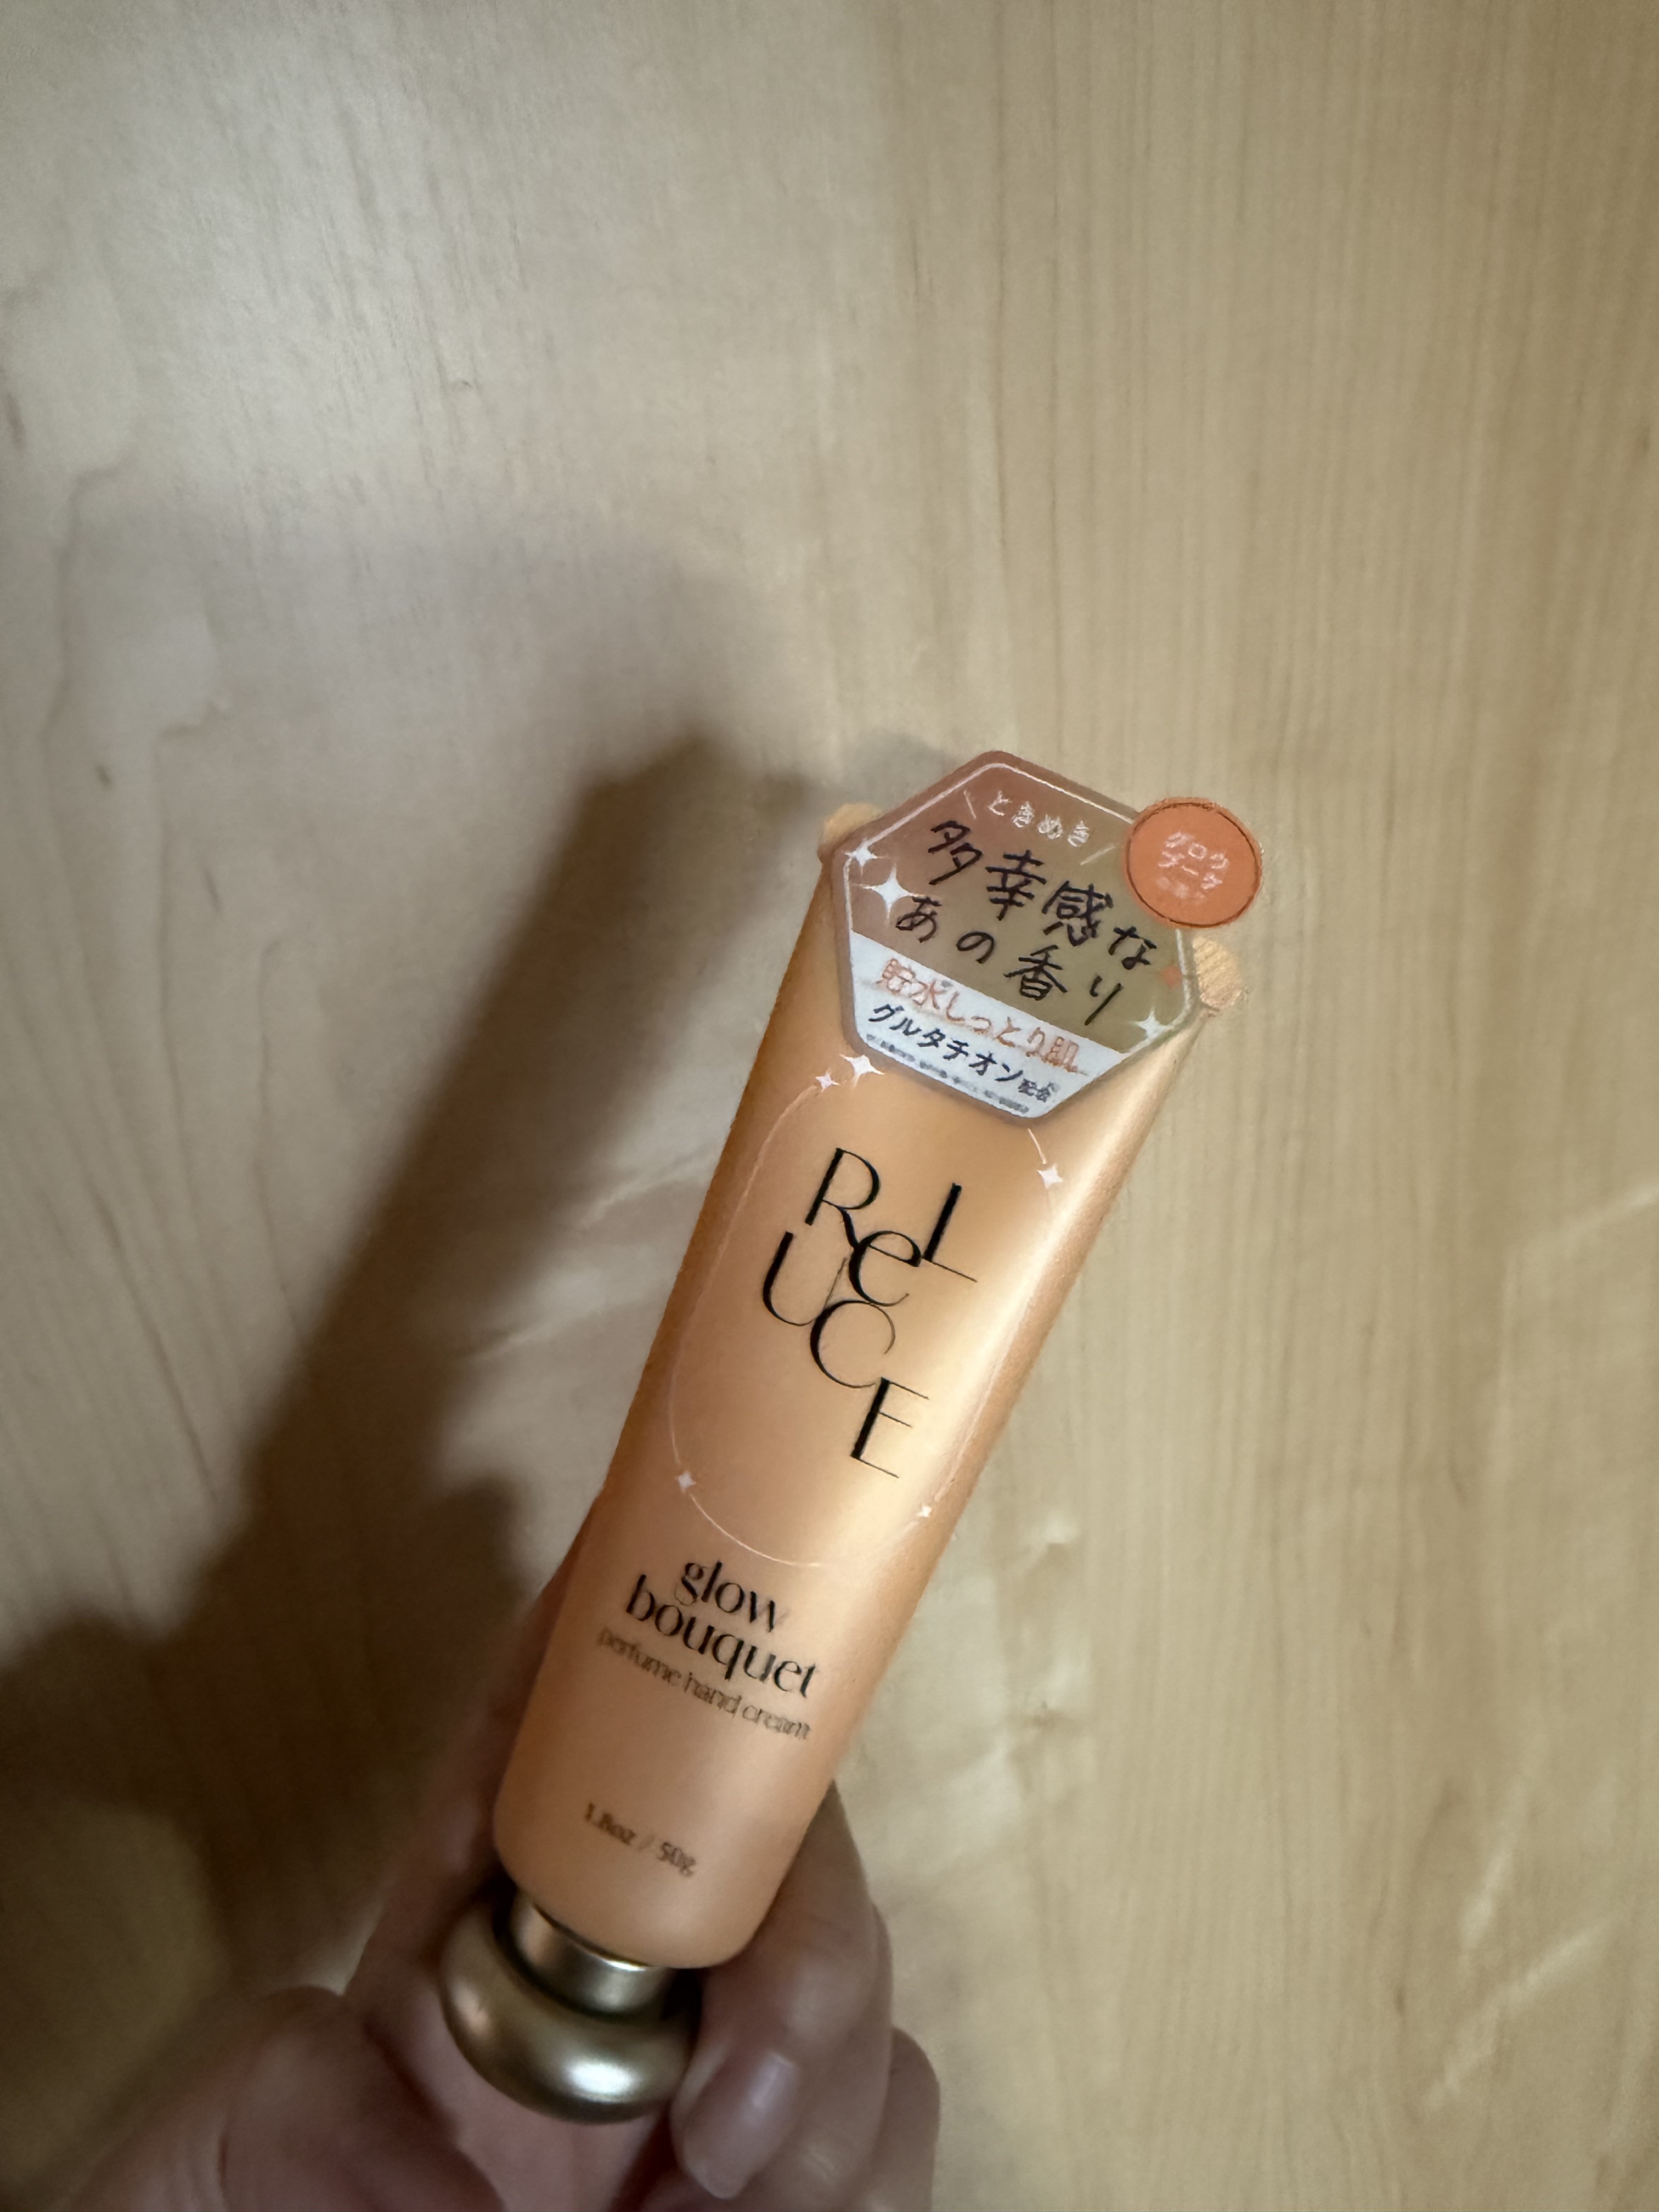 ときめき
多幸感な
あの香り
グロウ
ブーケ
貯水しっとり肌
グルタチオン配合
ReL
UC
E
glow
bouquet
perfume hand cream
1.8oz / 50g